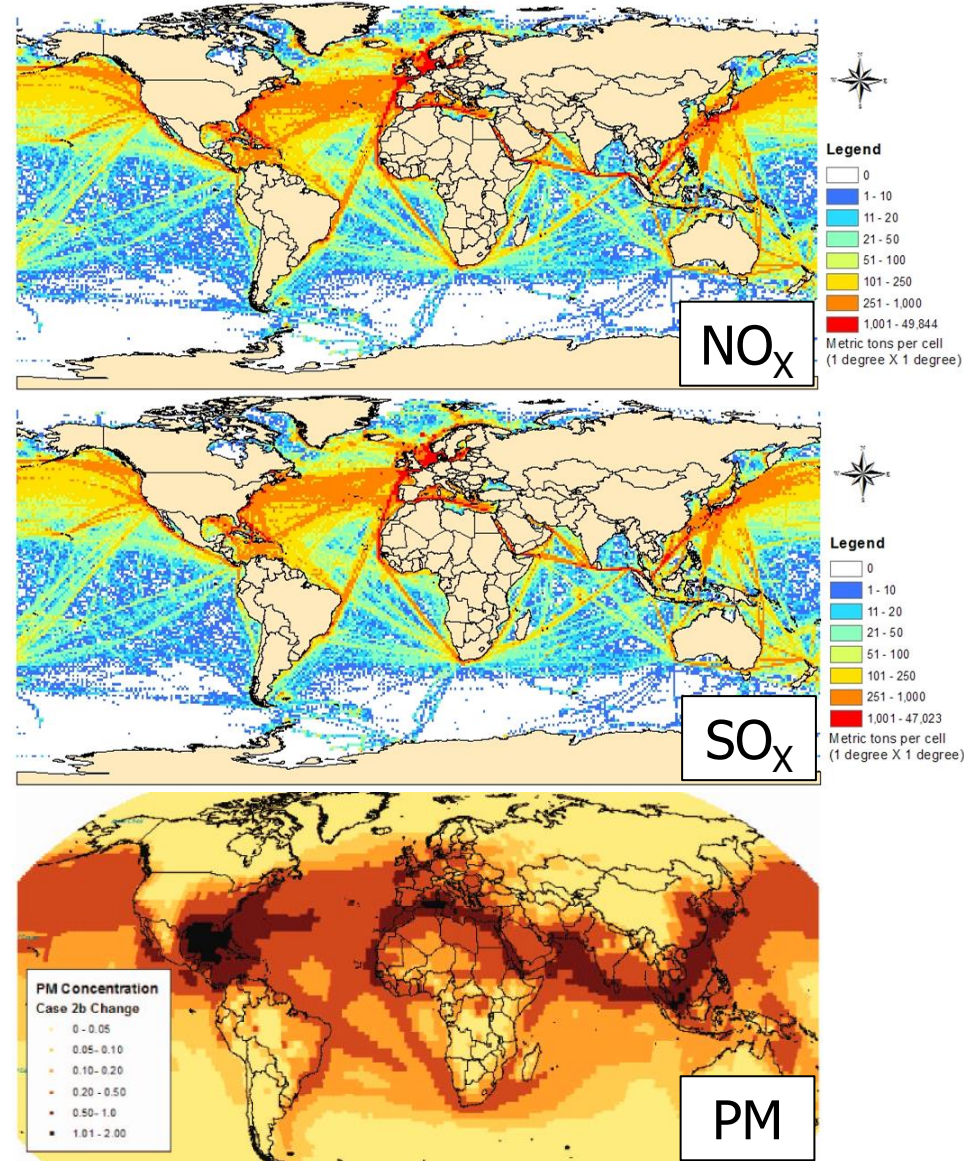 Legend
0
1 - 10
11 - 20
21 - 50
51 - 100
101 - 250
251 - 1,000
1,001 - 49,844
Metric tons per cell
(1 degree X 1 degree)
NOX
Legend
0
1 - 10
11 - 20
21 - 50
51 - 100
101 - 250
251 - 1,000
1,001 - 47,023
Metric tons per cell
(1 degree X 1 degree)
SOX
PM Concentration
Case 2b Change
0 - 0.05
0.05- 0.10
0.10- 0.20
0.20 - 0.50
0.50- 1.0
1.01 - 2.00
PM